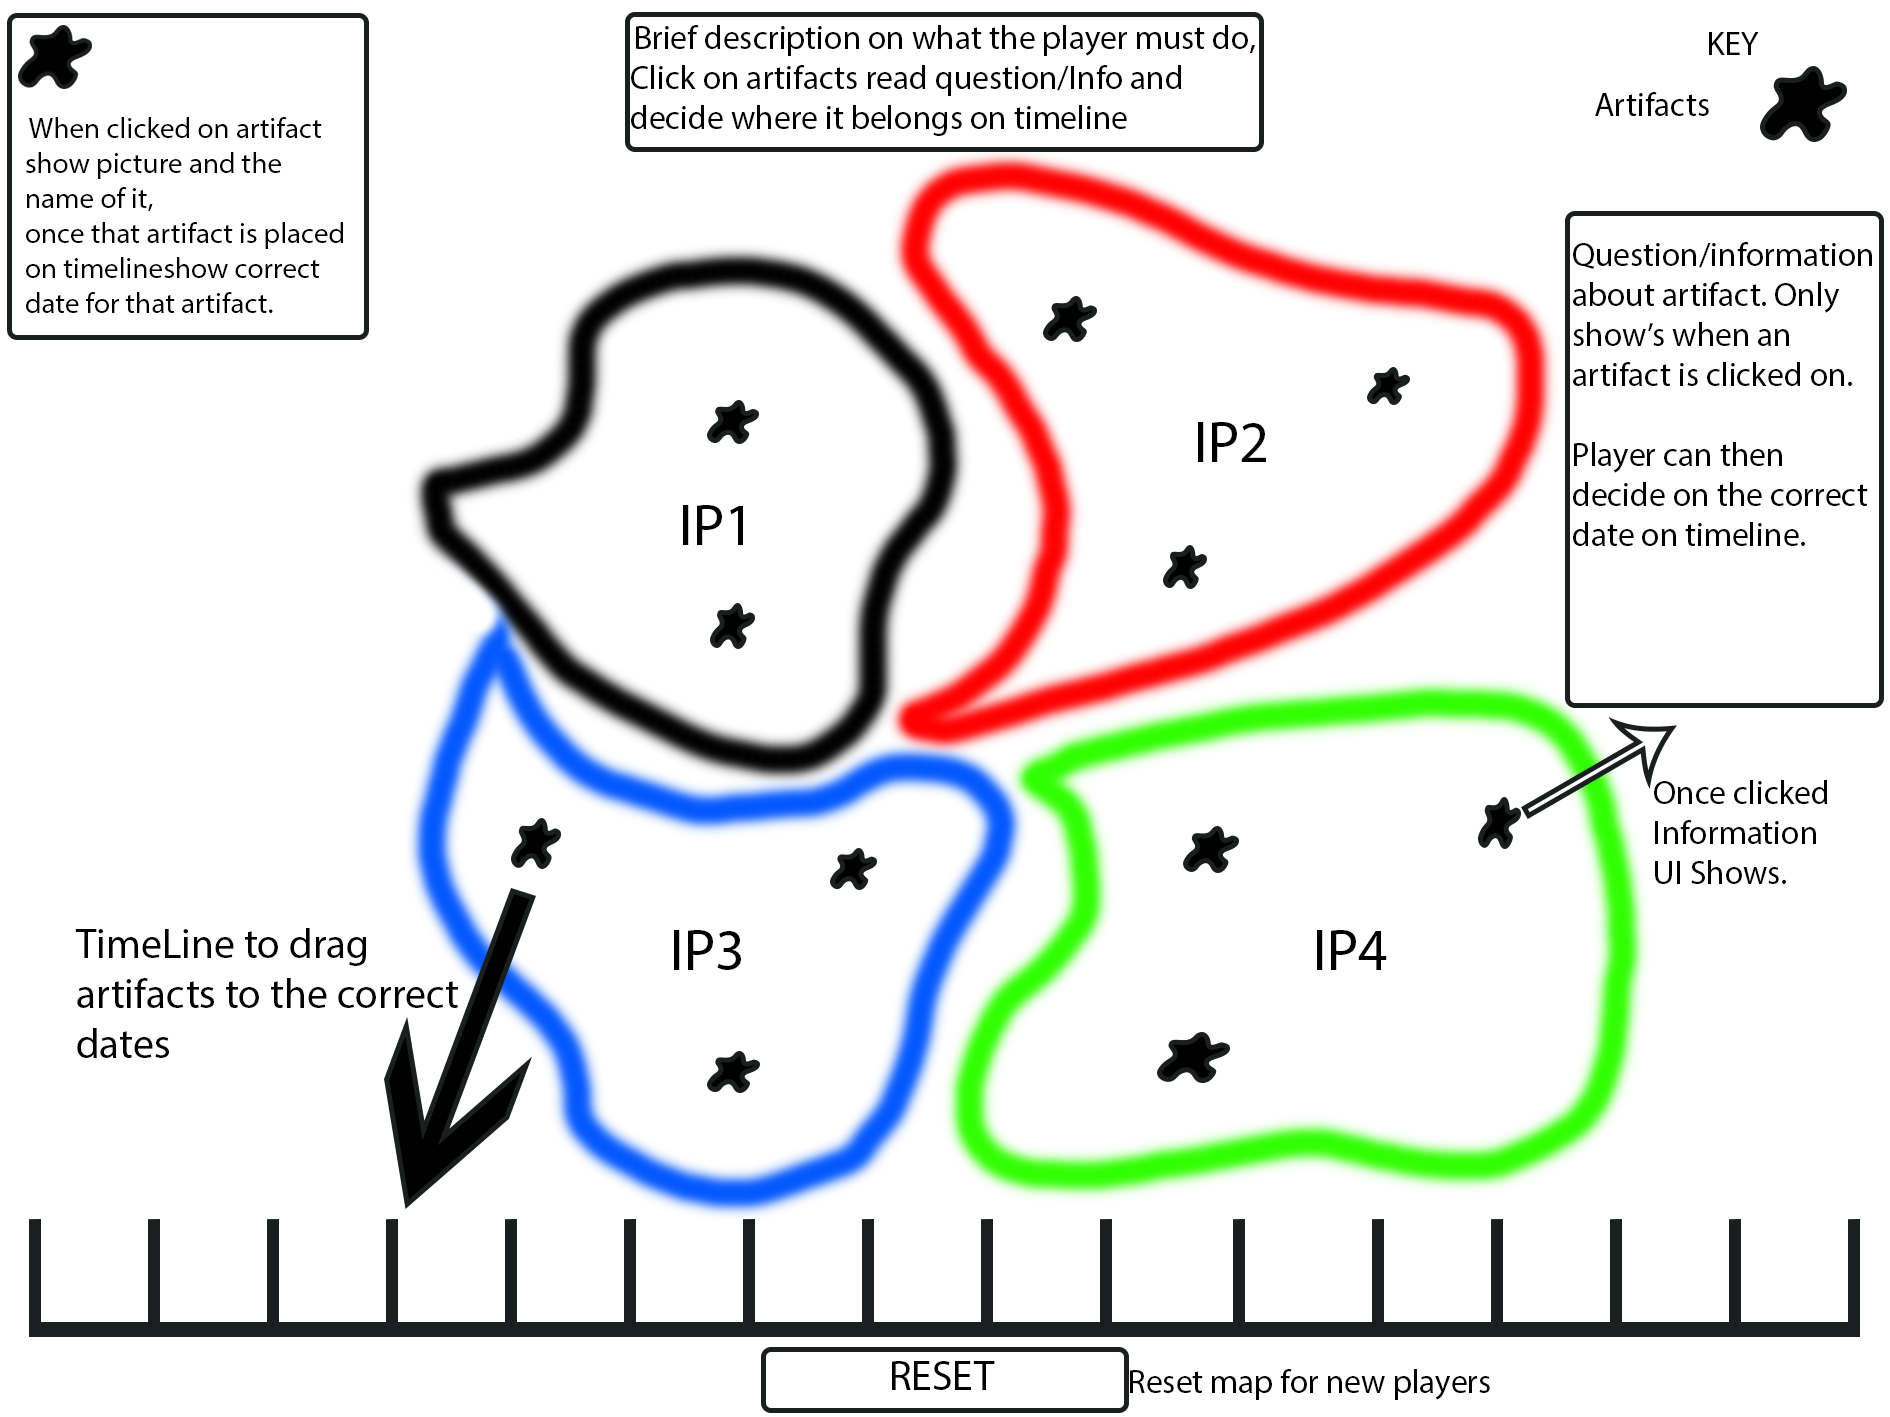 When clicked on artifact
show picture and the
name of it,
once that artifact is placed
on timelineshow correct
date for that artifact.
Brief description on what the player must do,
Click on artifacts read question/Info and
decide where it belongs on timeline
KEY
Artifacts
Question/information
about artifact. Only
show's when an
artifact is clicked on.
Player can then
decide on the correct
date on timeline.
IP1
IP2
IP3
IP4
Once clicked
Information
UI Shows.
TimeLine to drag
artifacts to the correct
dates
RESET
Reset map for new players